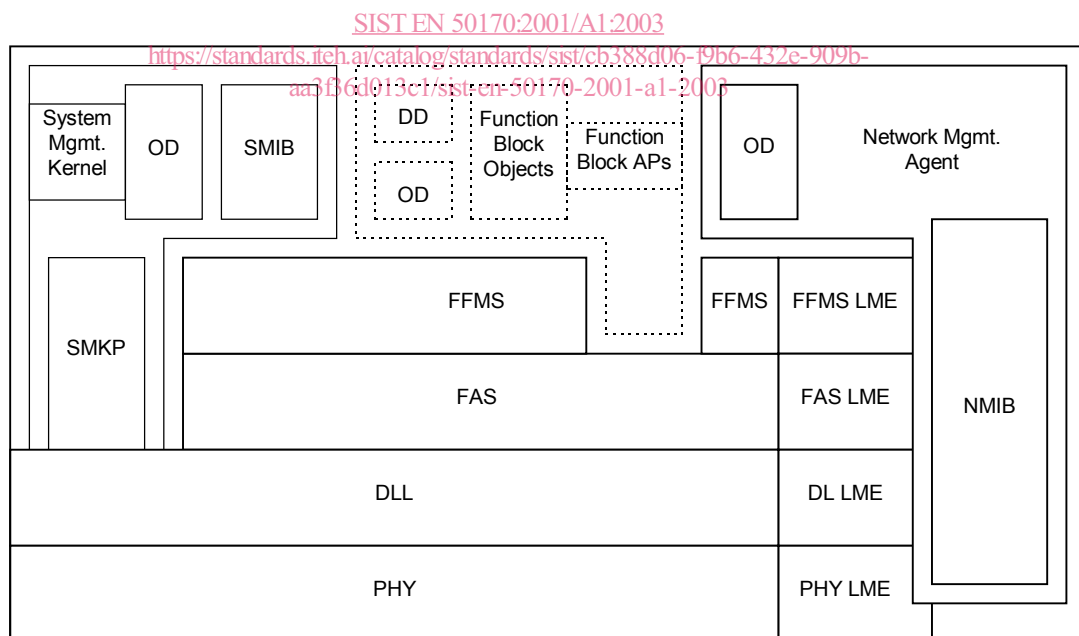 SIST EN 50170:2001/A1:2003
https://standards.iteh.ai/catalog/standards/sist/cb388d06-f9b6-432e-909b-
aa3f36d013c1/sist-en-50170-2001-a1-2003
System
Mgmt.
Kernel
OD
SMIB
DD
OD
Function
Block
Objects
Function
Block APs
OD
Network Mgmt.
Agent
SMKP
FFMS
FFMS
FFMS LME
FAS
FAS LME
NMIB
DLL
DL LME
PHY
PHY LME